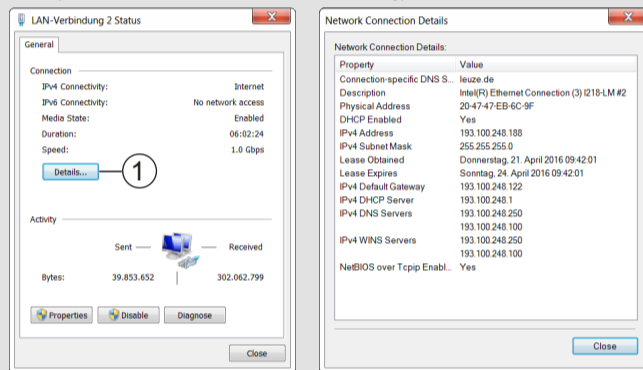 LAN-Verbindung 2 Status
General
Connection
IPv4 Connectivity: Internet
IPv6 Connectivity: No network access
Media State: Enabled
Duration: 06:02:24
Speed: 1.0 Gbps
Details... 1
Activity
Sent Received
Bytes: 39.853.652 302.062.799
Properties Disable Diagnose
Close
Network Connection Details
Network Connection Details:
Property Value
Connection-specific DNS S... leuze.de
Description Intel(R) Ethernet Connection (3) I218-LM #2
Physical Address 20-47-47-EB-6C-9F
DHCP Enabled Yes
IPv4 Address 193.100.248.188
IPv4 Subnet Mask 255.255.255.0
Lease Obtained Donnerstag, 21. April 2016 09:42:01
Lease Expires Sonntag, 24. April 2016 09:42:01
IPv4 Default Gateway 193.100.248.122
IPv4 DHCP Server 193.100.248.1
IPv4 DNS Servers 193.100.248.250
193.100.248.100
IPv4 WINS Servers 193.100.248.250
193.100.248.100
NetBIOS over Tcpip Enabl... Yes
Close